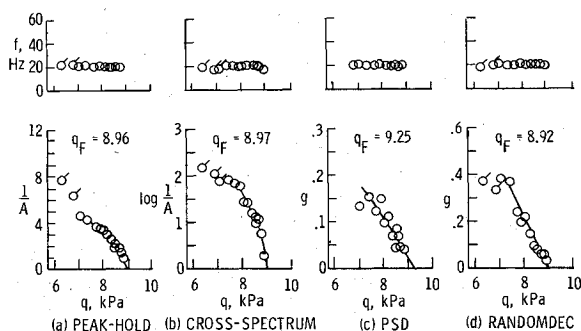 60
f, 40
Hz 20
0
q_F = 8.96
q_F = 8.97
q_F = 9.25
q_F = 8.92
12
8
1/A
4
0
3
2
log 1/A
1
0
.3
.2
g
.1
0
.6
.4
g
.2
0
6 8 10
6 8 10
6 8 10
6 8 10
q, kPa
q, kPa
q, kPa
q, kPa
(a) PEAK-HOLD
(b) CROSS-SPECTRUM
(c) PSD
(d) RANDOMDEC